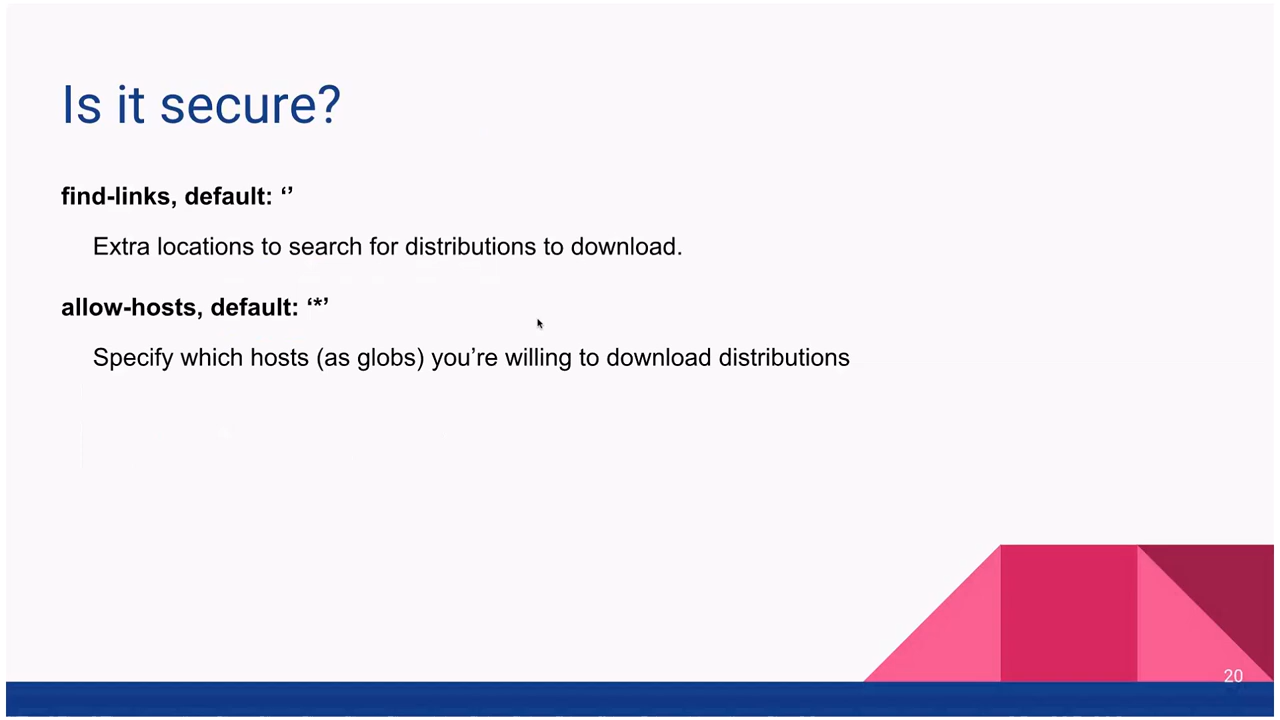 Is it secure?
find-links, default: ‘’
Extra locations to search for distributions to download.
allow-hosts, default: ‘*’
Specify which hosts (as globs) you’re willing to download distributions
20